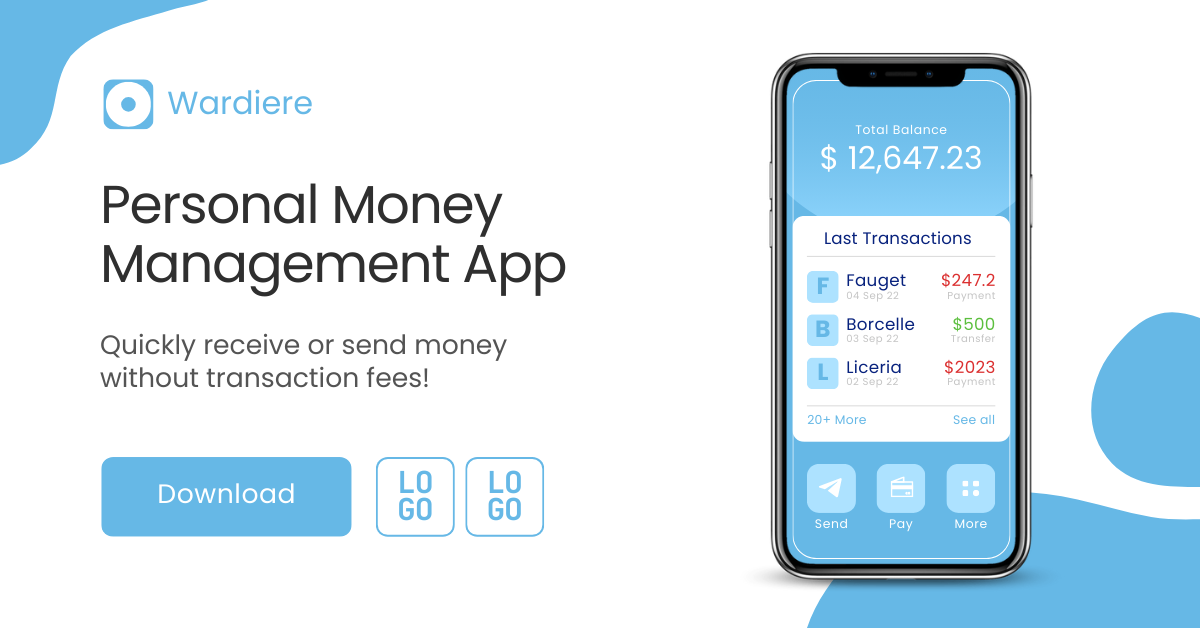 Wardiere
Personal Money
Management App
Quickly receive or send money
without transaction fees!
Download
LO
GO
LO
GO
Total Balance
$ 12,647.23
Last Transactions
F
Fauget
$247.2
04 Sep 22
Payment
B
Borcelle
$500
03 Sep 22
Transfer
L
Liceria
$2023
02 Sep 22
Payment
20+ More
See all
Send
Pay
More